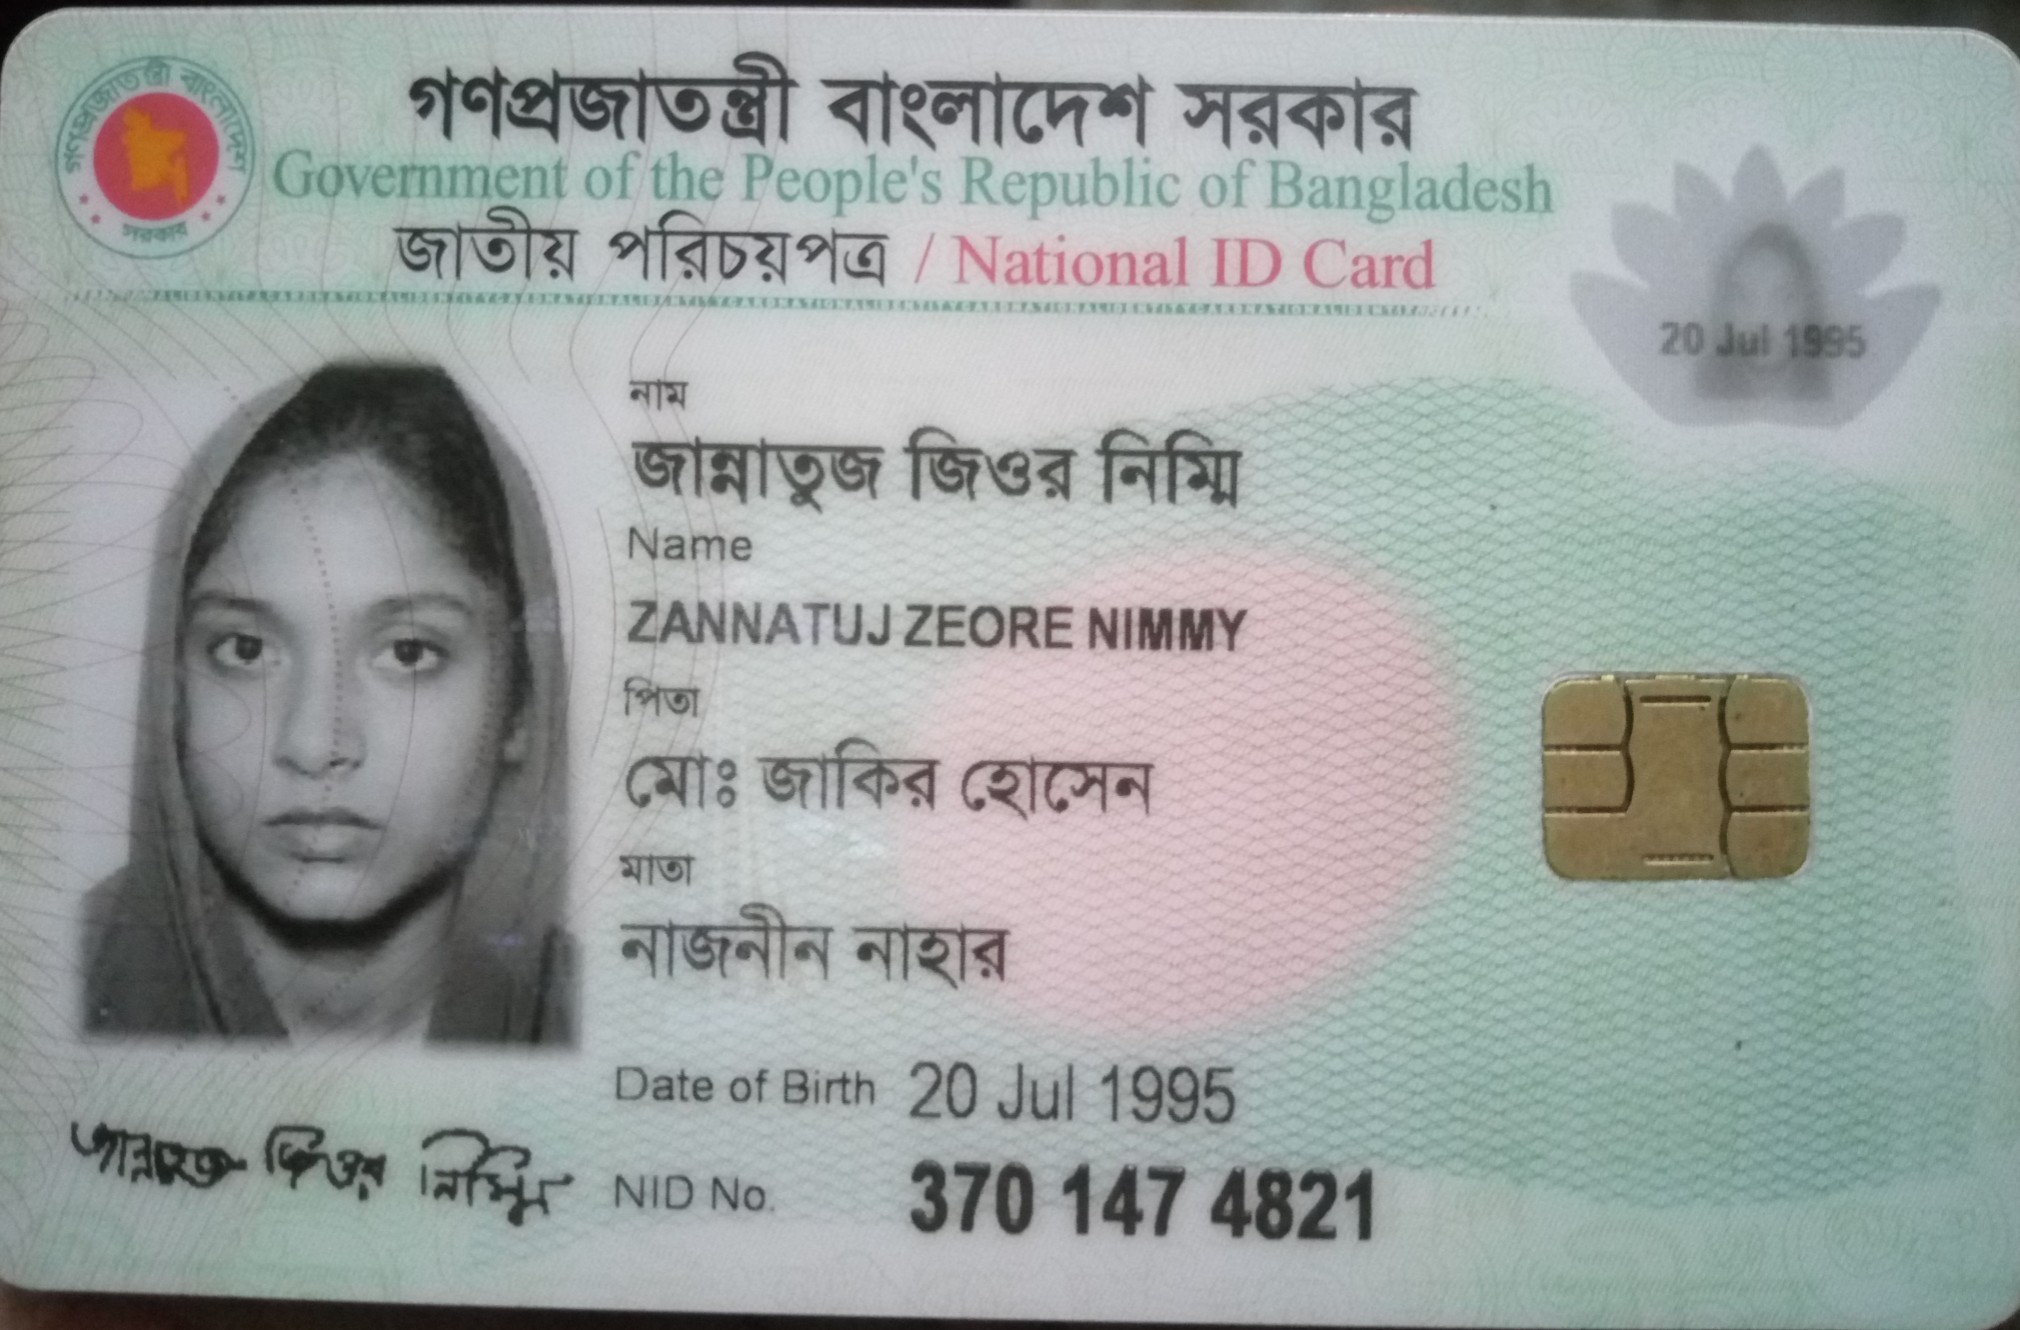 গণপ্রজাতন্ত্রী বাংলাদেশ সরকার
Government of the People's Republic of Bangladesh
জাতীয় পরিচয়পত্র / National ID Card
গণপ্রজাতন্ত্রী বাংলাদেশ
সরকার
20 Jul 1995
নাম
জান্নাতুজ জিওর নিম্মি
Name
ZANNATUJ ZEORE NIMMY
পিতা
মোঃ জাকির হোসেন
মাতা
নাজনীন নাহার
Date of Birth 20 Jul 1995
জান্নাতুজ জিওর নিম্মি
NID No. 370 147 4821